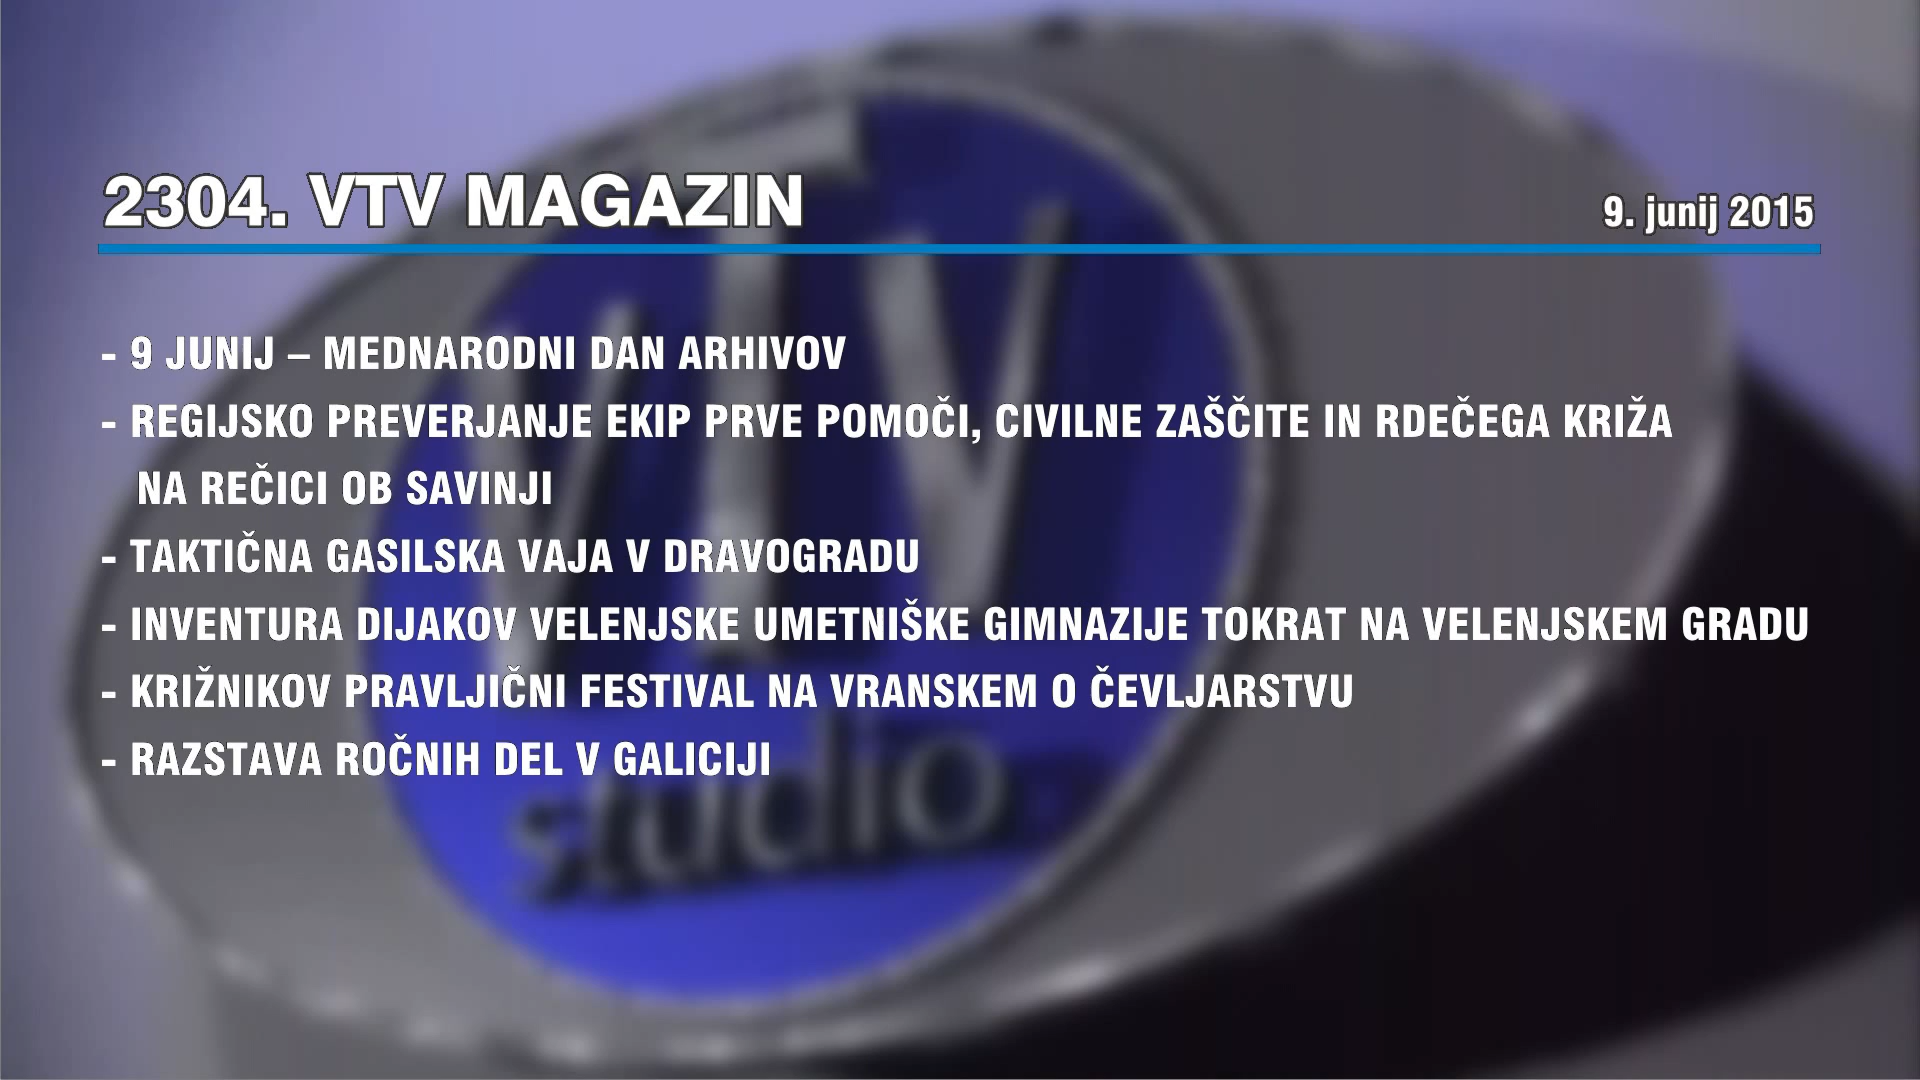 2304. VTV MAGAZIN
9. junij 2015
- 9 JUNIJ – MEDNARODNI DAN ARHIVOV
- REGIJSKO PREVERJANJE EKIP PRVE POMOČI, CIVILNE ZAŠČITE IN RDEČEGA KRIŽA
NA REČICI OB SAVINJI
- TAKTIČNA GASILSKA VAJA V DRAVOGRADU
- INVENTURA DIJAKOV VELENJSKE UMETNIŠKE GIMNAZIJE TOKRAT NA VELENJSKEM GRADU
- KRIŽNIKOV PRAVLJIČNI FESTIVAL NA VRANSKEM O ČEVLJARSTVU
- RAZSTAVA ROČNIH DEL V GALICIJI
VTV
studio